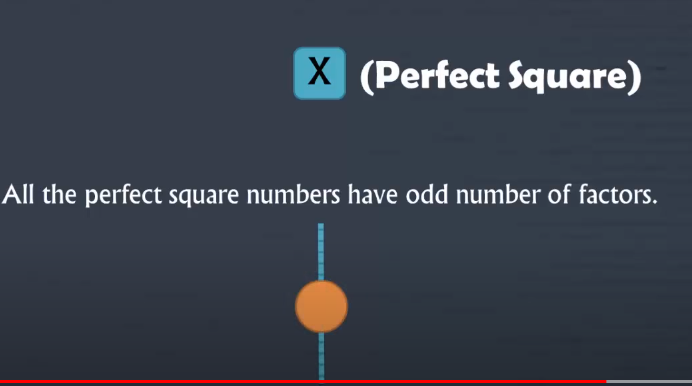 X (Perfect Square)
All the perfect square numbers have odd number of factors.